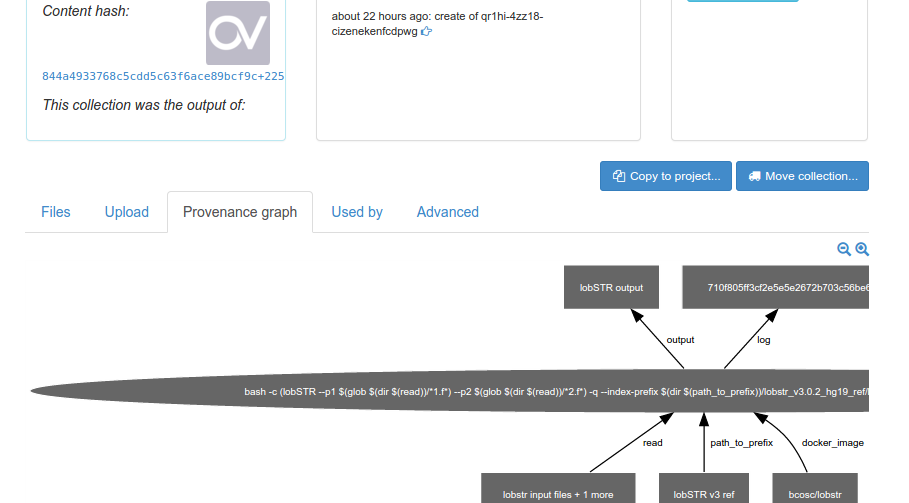 Content hash:
844a4933768c5cdd5c63f6ace89bcf9c+225
This collection was the output of:
about 22 hours ago: create of qr1hi-4zz18-
cizenekenfcdpwg
Copy to project...
Move collection...
Files
Upload
Provenance graph
Used by
Advanced
lobSTR output
710f805ff3cf2e5e5e2672b703c56be6
output
log
bash -c (lobSTR --p1 $(glob $(dir $(read))/*1.f*) --p2 $(glob $(dir $(read))/*2.f*) -q --index-prefix $(dir $(path_to_prefix))/lobstr_v3.0.2_hg19_ref/
read
path_to_prefix
docker_image
lobstr input files + 1 more
lobSTR v3 ref
bcosc/lobstr